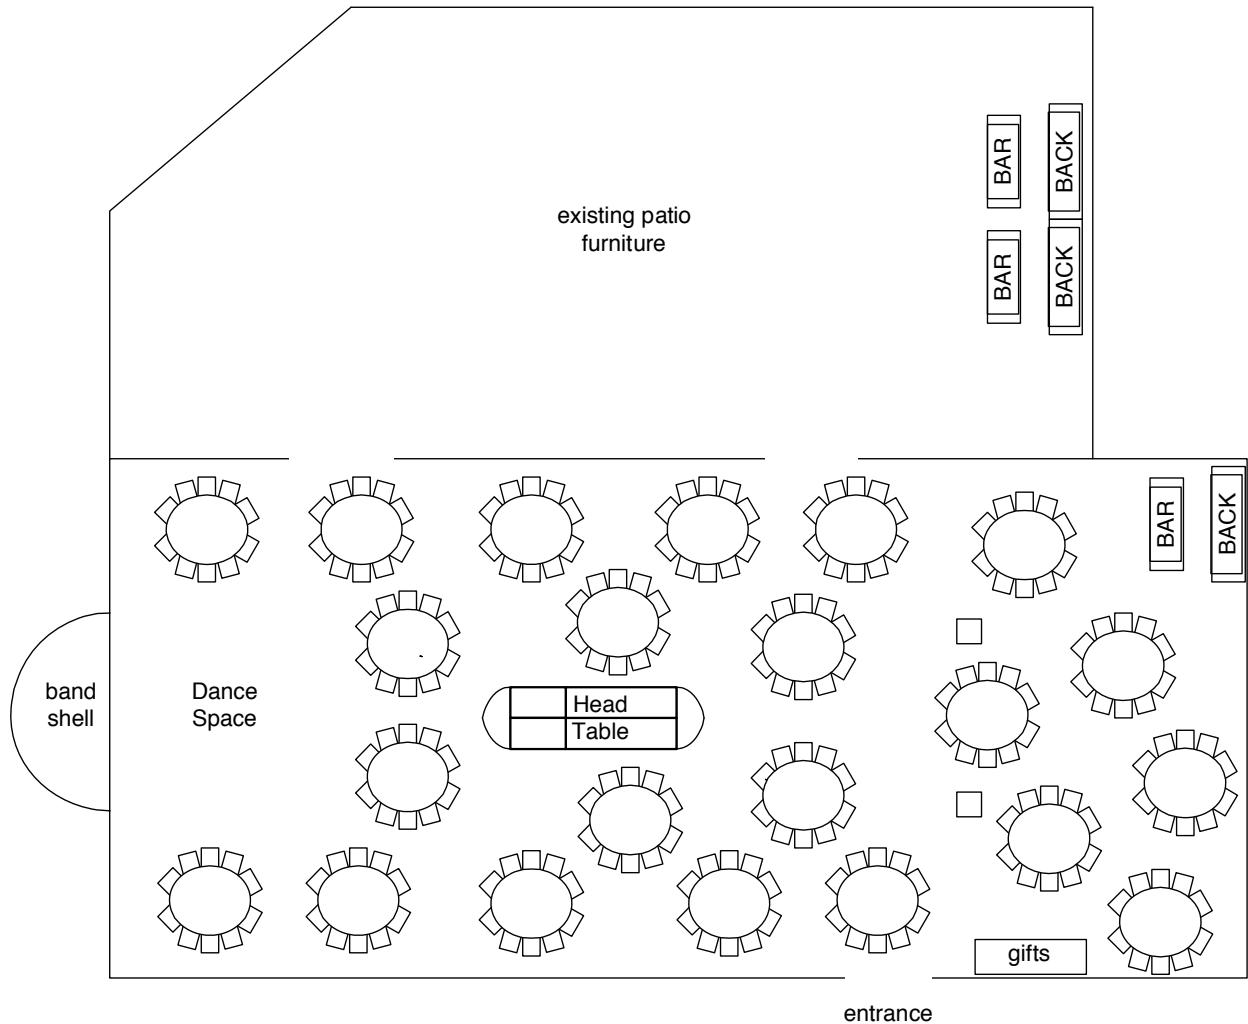 BAR
BACK
existing patio
furniture
BAR
BACK
BAR
BACK
band
shell
Dance
Space
Head
Table
gifts
entrance